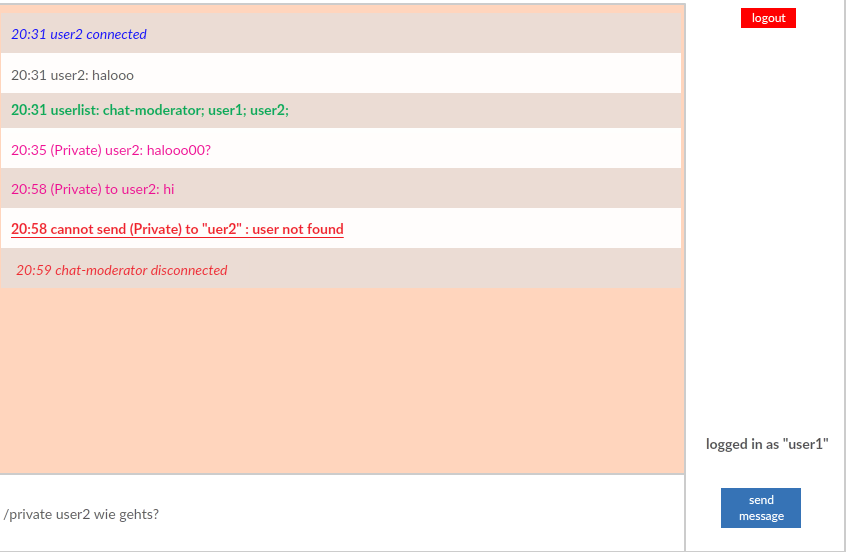 logout
20:31 user2 connected
20:31 user2: halooo
20:31 userlist: chat-moderator; user1; user2;
20:35 (Private) user2: halooo00?
20:58 (Private) to user2: hi
20:58 cannot send (Private) to "uer2" : user not found
20:59 chat-moderator disconnected
logged in as "user1"
/private user2 wie gehts?
send
message